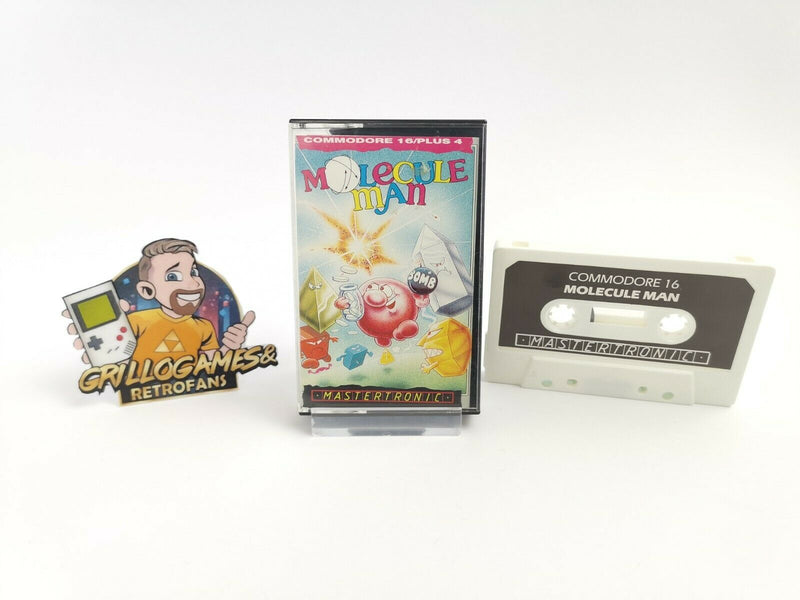 GRILLOGAMES&
RETROFANS
COMMODORE 16/PLUS 4
MOLECULE
MAN
BOMB
MASTERTRONIC
COMMODORE 16
MOLECULE MAN
MASTERTRONIC